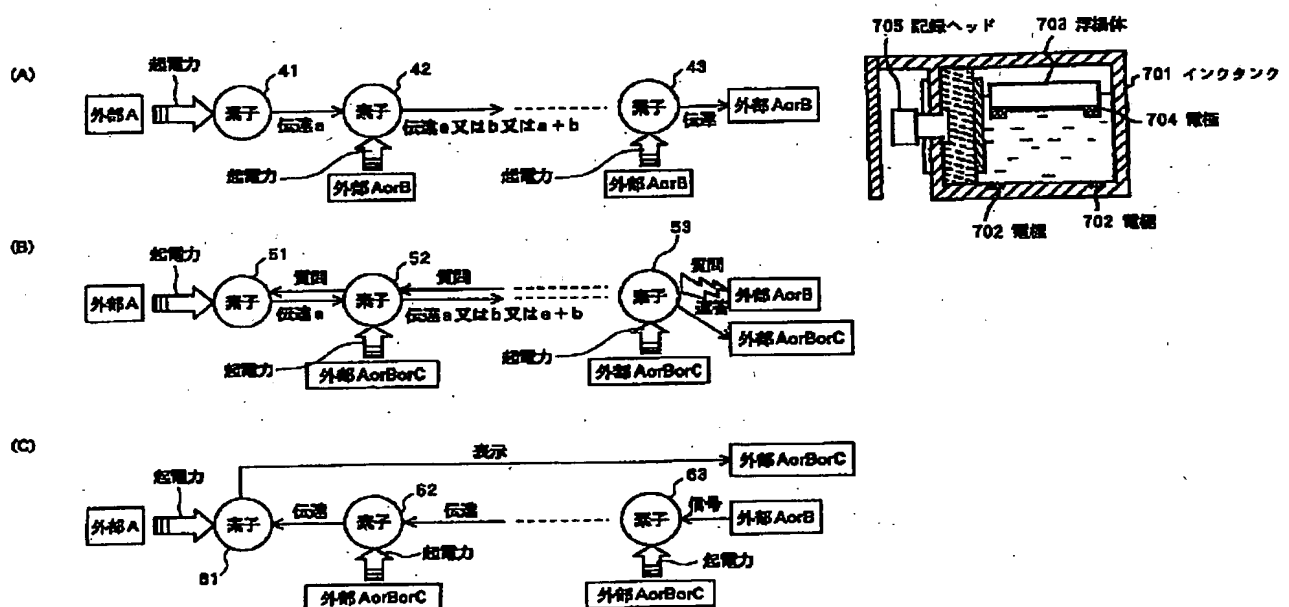 (A)
起電力
41
42
43
外部A
素子
伝達a
素子
伝達a又はb又はa+b
素子
伝達
外部AorB
起電力
外部AorB
起電力
外部AorB
705 記録ヘッド
703 浮揚体
701 インクタンク
704 電極
702 電極
702 電極
(B)
起電力
51
52
53
外部A
素子
質問
伝達a
素子
質問
伝達a又はb又はa+b
素子
質問
外部AorB
外部AorBorC
起電力
外部AorBorC
起電力
外部AorBorC
(C)
表示
外部AorBorC
起電力
62
63
外部A
素子
伝達
素子
伝達
素子
信号
外部AorB
61
起電力
外部AorBorC
起電力
外部AorBorC